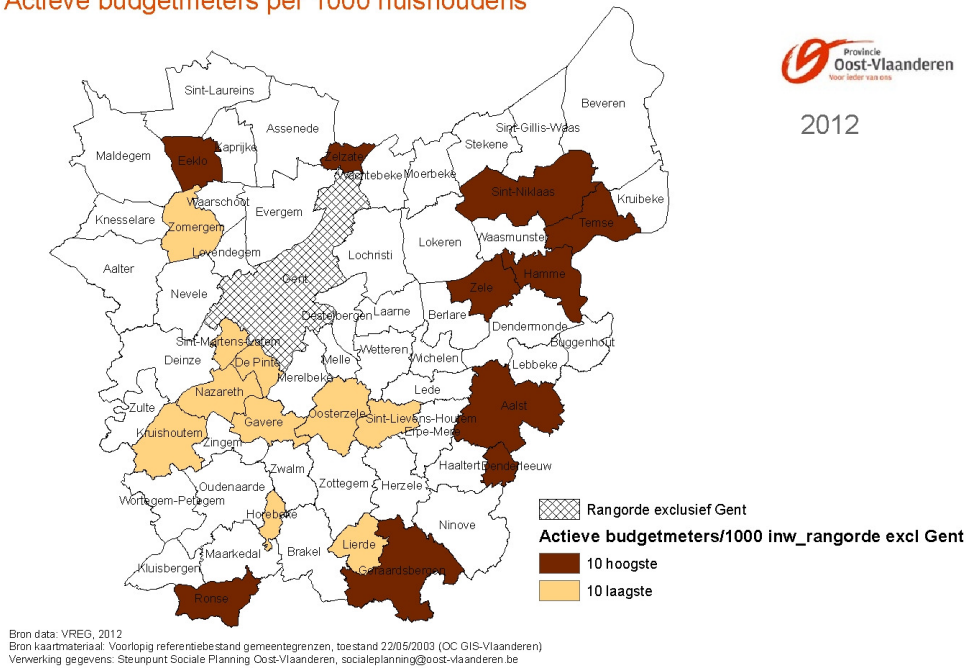 Actieve budgetmeters per 1000 huishoudens
Provincie
Oost-Vlaanderen
Voor ieder van ons
2012
Sint-Laureins
Beveren
Assenede
Sint-Gillis-Waas
Stekene
Kaprijke
Maldegem
Eeklo
Zelzate
Wachtebeke
Moerbeke
Sint-Niklaas
Kruibeke
Waarschoot
Evergem
Knesselare
Zomergem
Temse
Lokeren
Waasmunster
Lovendegem
Lochristi
Aalter
Gent
Hamme
Zele
Nevele
Destelbergen
Laarne
Berlare
Dendermonde
Sint-Martens-Latem
Buggenhout
Wetteren
Deinze
De Pinte
Melle
Wichelen
Lebbeke
Merelbeke
Nazareth
Lede
Zulte
Aalst
Oosterzele
Sint-Lievens-Houtem
Gavere
Kruishoutem
Erpe-Mere
Zingem
Haaltert
Denderleeuw
Zwalm
Zottegem
Herzele
Oudenaarde
Wortegem-Petegem
Horebeke
Ninove
Lierde
Maarkedal
Brakel
Kluisbergen
Geraardsbergen
Ronse
Rangorde exclusief Gent
Actieve budgetmeters/1000 inw_rangorde excl Gent
10 hoogste
10 laagste
Bron data: VREG, 2012
Bron kaartmateriaal: Voorlopig referentiebestand gemeentegrenzen, toestand 22/05/2003 (OC GIS-Vlaanderen)
Verwerking gegevens: Steunpunt Sociale Planning Oost-Vlaanderen, socialeplanning@oost-vlaanderen.be